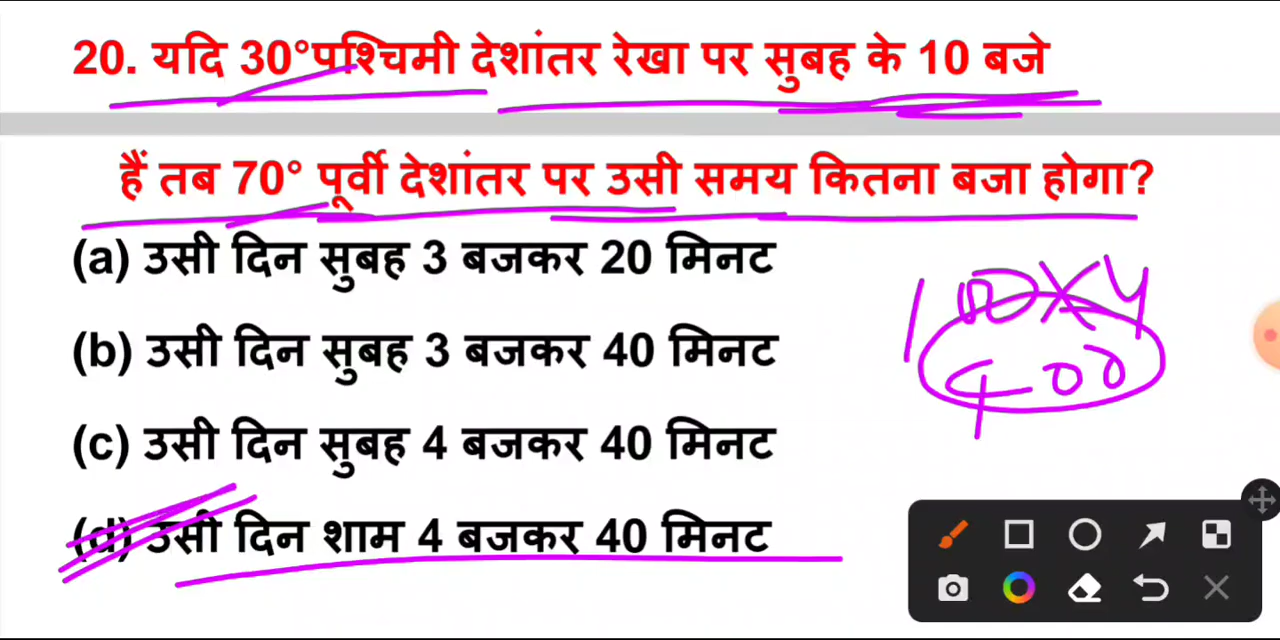 20. यदि 30°पश्चिमी देशांतर रेखा पर सुबह के 10 बजे
हैं तब 70° पूर्वी देशांतर पर उसी समय कितना बजा होगा?
(a) उसी दिन सुबह 3 बजकर 20 मिनट
(b) उसी दिन सुबह 3 बजकर 40 मिनट
(c) उसी दिन सुबह 4 बजकर 40 मिनट
(d) उसी दिन शाम 4 बजकर 40 मिनट
100×4
400